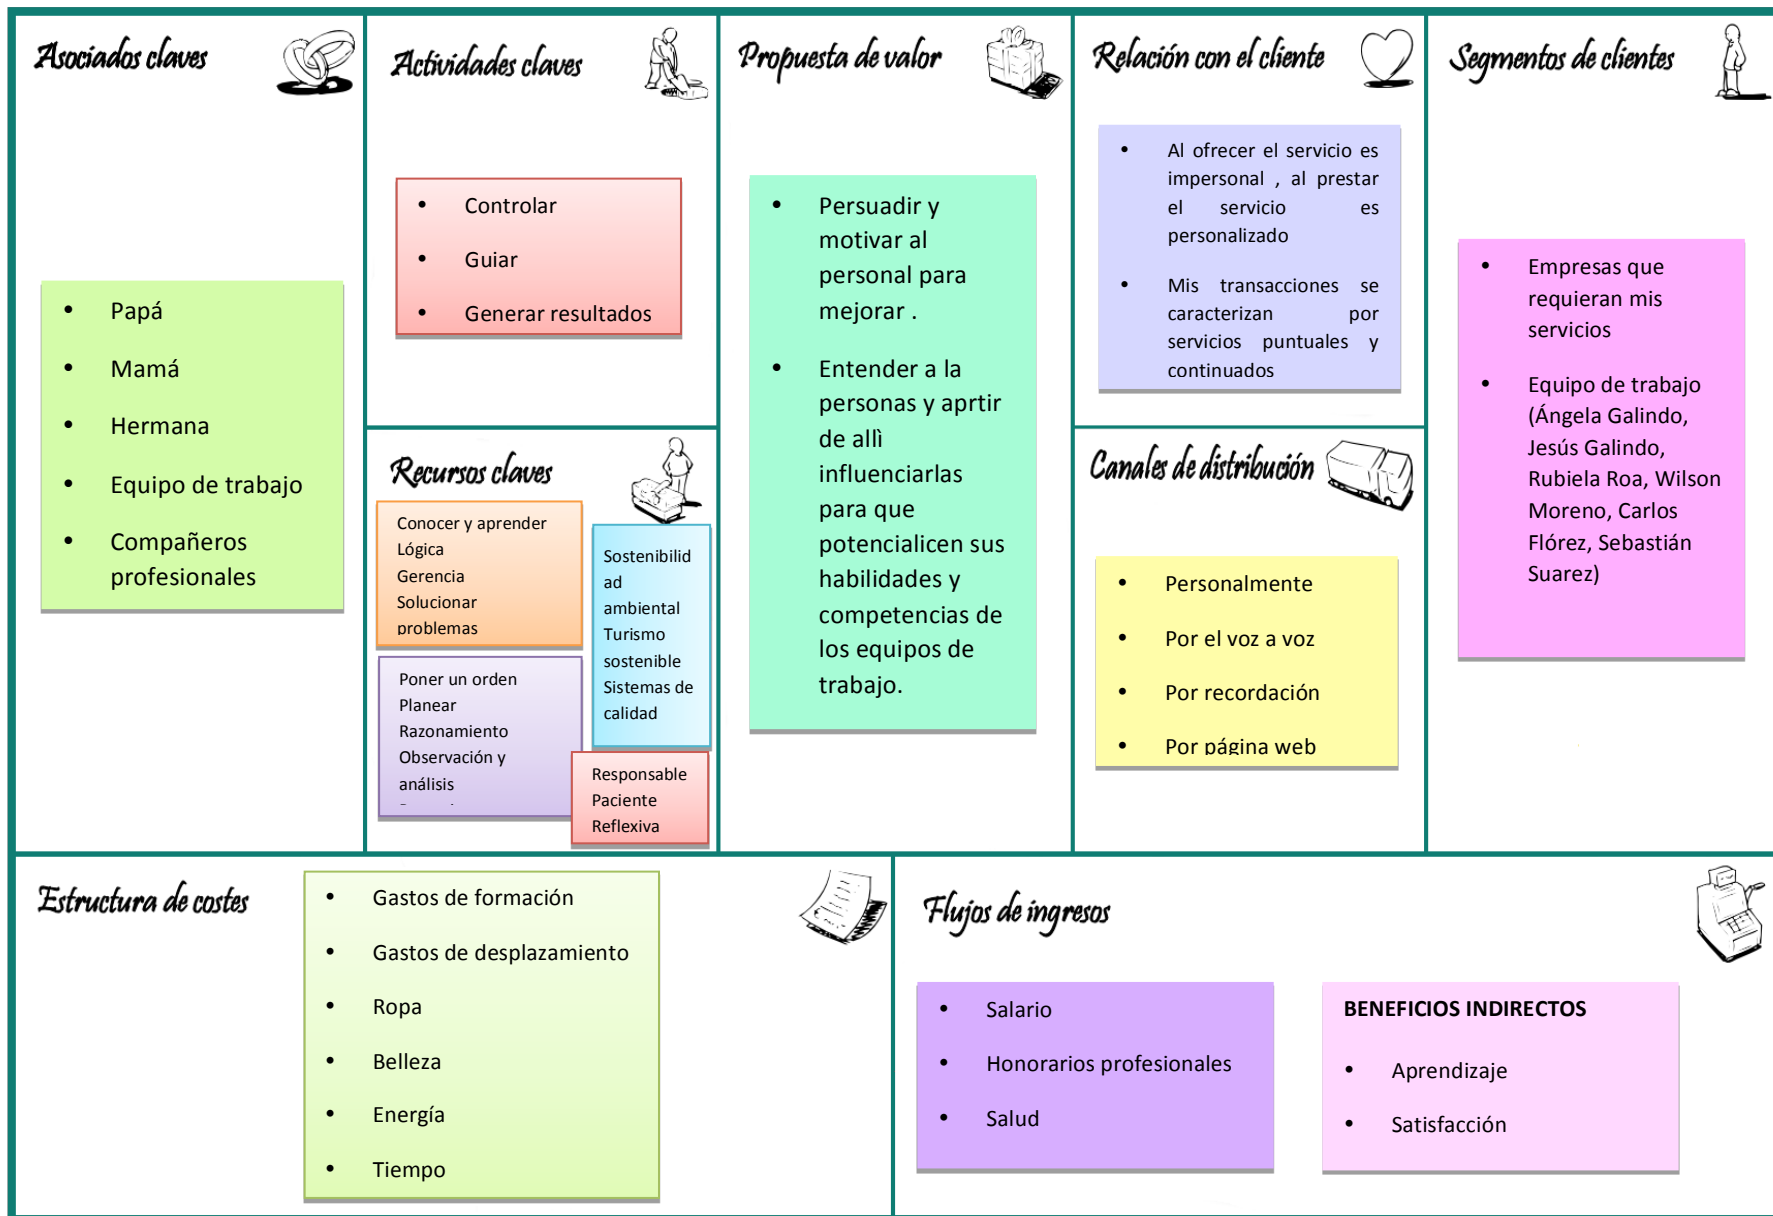 Asociados claves
• Papá
• Mamá
• Hermana
• Equipo de trabajo
• Compañeros
profesionales
Actividades claves
• Controlar
• Guiar
• Generar resultados
Recursos claves
Conocer y aprender
Lógica
Gerencia
Solucionar
problemas
Poner un orden
Planear
Razonamiento
Observación y
análisis
Sostenibilid
ad
ambiental
Turismo
sostenible
Sistemas de
calidad
Responsable
Paciente
Reflexiva
Propuesta de valor
• Persuadir y
motivar al
personal para
mejorar .
• Entender a la
personas y aprtir
de allì
influenciarlas
para que
potencialicen sus
habilidades y
competencias de
los equipos de
trabajo.
Relación con el cliente
• Al ofrecer el servicio es
impersonal , al prestar
el servicio es
personalizado
• Mis transacciones se
caracterizan por
servicios puntuales y
continuados
Canales de distribución
• Personalmente
• Por el voz a voz
• Por recordación
• Por página web
Segmentos de clientes
• Empresas que
requieran mis
servicios
• Equipo de trabajo
(Ángela Galindo,
Jesús Galindo,
Rubiela Roa, Wilson
Moreno, Carlos
Flórez, Sebastián
Suarez)
Estructura de costes
• Gastos de formación
• Gastos de desplazamiento
• Ropa
• Belleza
• Energía
• Tiempo
Flujos de ingresos
• Salario
• Honorarios profesionales
• Salud
BENEFICIOS INDIRECTOS
• Aprendizaje
• Satisfacción